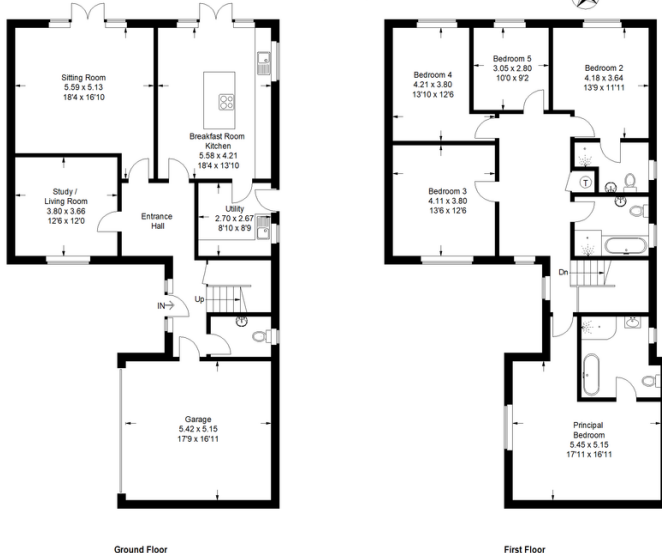 Sitting Room
5.59 x 5.13
18'4 x 16'10
Breakfast Room
Kitchen
5.58 x 4.21
18'4 x 13'10
Study /
Living Room
3.80 x 3.66
12'6 x 12'0
Entrance
Hall
Utility
2.70 x 2.67
8'10 x 8'9
IN
Up
Garage
5.42 x 5.15
17'9 x 16'11
Ground Floor
Bedroom 4
4.21 x 3.80
13'10 x 12'6
Bedroom 5
3.05 x 2.80
10'0 x 9'2
Bedroom 2
4.18 x 3.64
13'9 x 11'11
T
Bedroom 3
4.11 x 3.80
13'6 x 12'6
Dn
Principal
Bedroom
5.45 x 5.15
17'11 x 16'11
First Floor